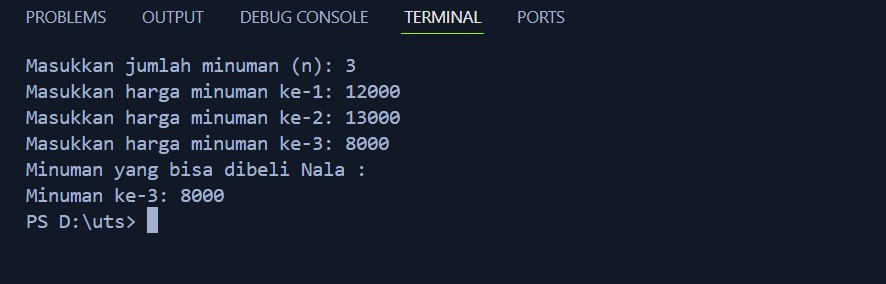 PROBLEMS OUTPUT DEBUG CONSOLE TERMINAL PORTS
Masukkan jumlah minuman (n): 3
Masukkan harga minuman ke-1: 12000
Masukkan harga minuman ke-2: 13000
Masukkan harga minuman ke-3: 8000
Minuman yang bisa dibeli Nala :
Minuman ke-3: 8000
PS D:\uts>